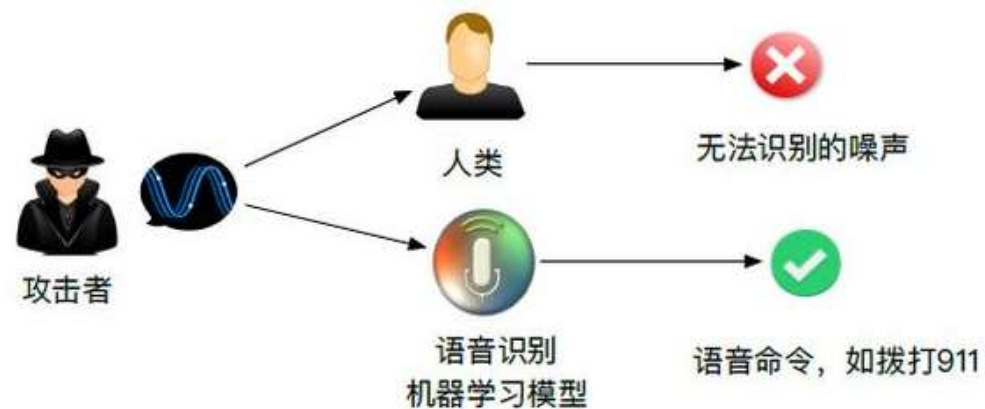 人类
无法识别的噪声
攻击者
语音识别
机器学习模型
语音命令，如拨打911